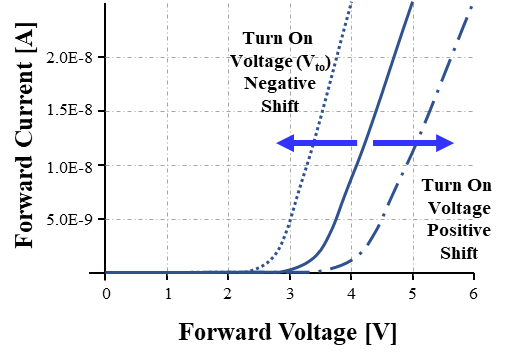 Forward Current [A]
2.0E-8
1.5E-8
1.0E-8
5.0E-9
Turn On
Voltage (Vto)
Negative
Shift
Turn On
Voltage
Positive
Shift
0 1 2 3 4 5 6
Forward Voltage [V]